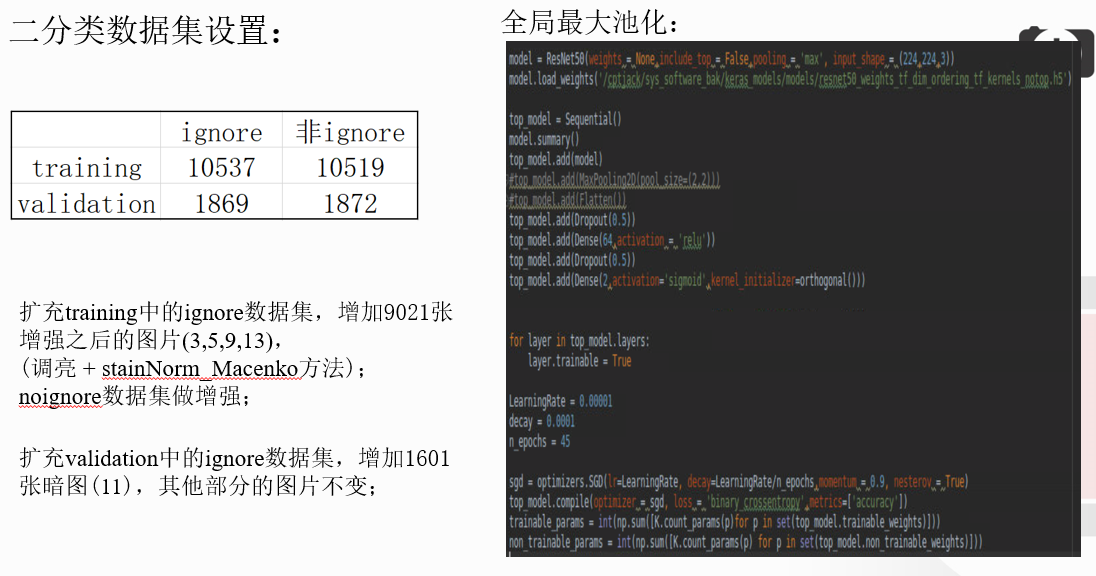 二分类数据集设置：
ignore 非ignore
training 10537 10519
validation 1869 1872
扩充training中的ignore数据集，增加9021张
增强之后的图片(3,5,9,13)，
(调亮 + stainNorm_Macenko方法)；
noignore数据集做增强；
扩充validation中的ignore数据集，增加1601
张暗图(11)，其他部分的图片不变；
全局最大池化：
model = ResNet50(weights = None,include_top = False,pooling = 'max', input_shape = (224,224,3))
model.load_weights('/cptjack/sys_software_bak/keras_models/models/resnet50_weights_tf_dim_ordering_tf_kernels_notop.h5')
top_model = Sequential()
model.summary()
top_model.add(model)
#top_model.add(MaxPooling2D(pool_size=(2,2)))
#top_model.add(Flatten())
top_model.add(Dropout(0.5))
top_model.add(Dense(64,activation = 'relu'))
top_model.add(Dropout(0.5))
top_model.add(Dense(2,activation='sigmoid',kernel_initializer=orthogonal()))
for layer in top_model.layers:
layer.trainable = True
LearningRate = 0.00001
decay = 0.0001
n_epochs = 45
sgd = optimizers.SGD(lr=LearningRate, decay=LearningRate/n_epochs,momentum = 0.9, nesterov = True)
top_model.compile(optimizer = sgd, loss = 'binary_crossentropy',metrics=['accuracy'])
trainable_params = int(np.sum([K.count_params(p)for p in set(top_model.trainable_weights)]))
non_trainable_params = int(np.sum([K.count_params(p) for p in set(top_model.non_trainable_weights)]))